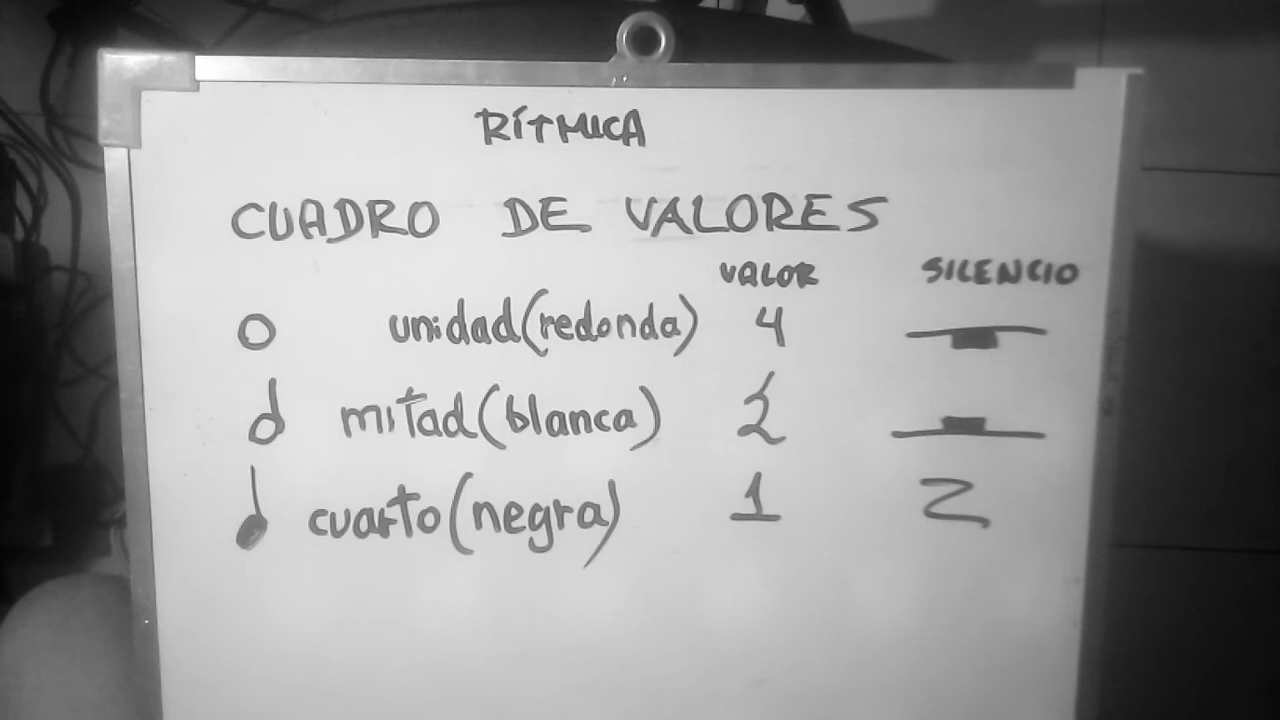 RÍTMICA
CUADRO DE VALORES
VALOR SILENCIO
unidad(redonda) 4
mitad(blanca) 2
cuarto(negra) 1